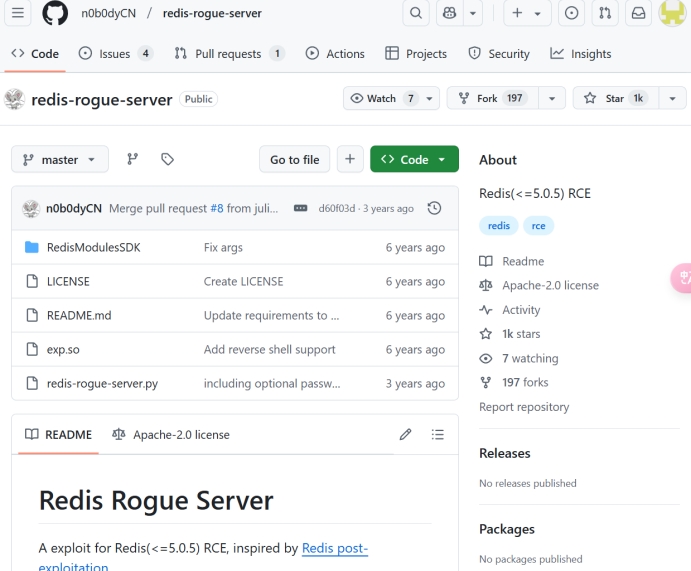 n0b0dyCN / redis-rogue-server
Code Issues 4 Pull requests 1 Actions Projects Security Insights
redis-rogue-server Public Watch 7 Fork 197 Star 1k
master Go to file Code
About
Redis(<=5.0.5) RCE
n0b0dyCN Merge pull request #8 from juli... d60f03d · 3 years ago
redis rce
RedisModulesSDK Fix args 6 years ago
Readme
LICENSE Create LICENSE 6 years ago
Apache-2.0 license
README.md Update requirements to ... 6 years ago
Activity
1k stars
exp.so Add reverse shell support 6 years ago
7 watching
redis-rogue-server.py including optional passw... 3 years ago
197 forks
Report repository
README Apache-2.0 license
Releases
No releases published
Redis Rogue Server
Packages
A exploit for Redis(<=5.0.5) RCE, inspired by Redis post-
exploitation
No packages published